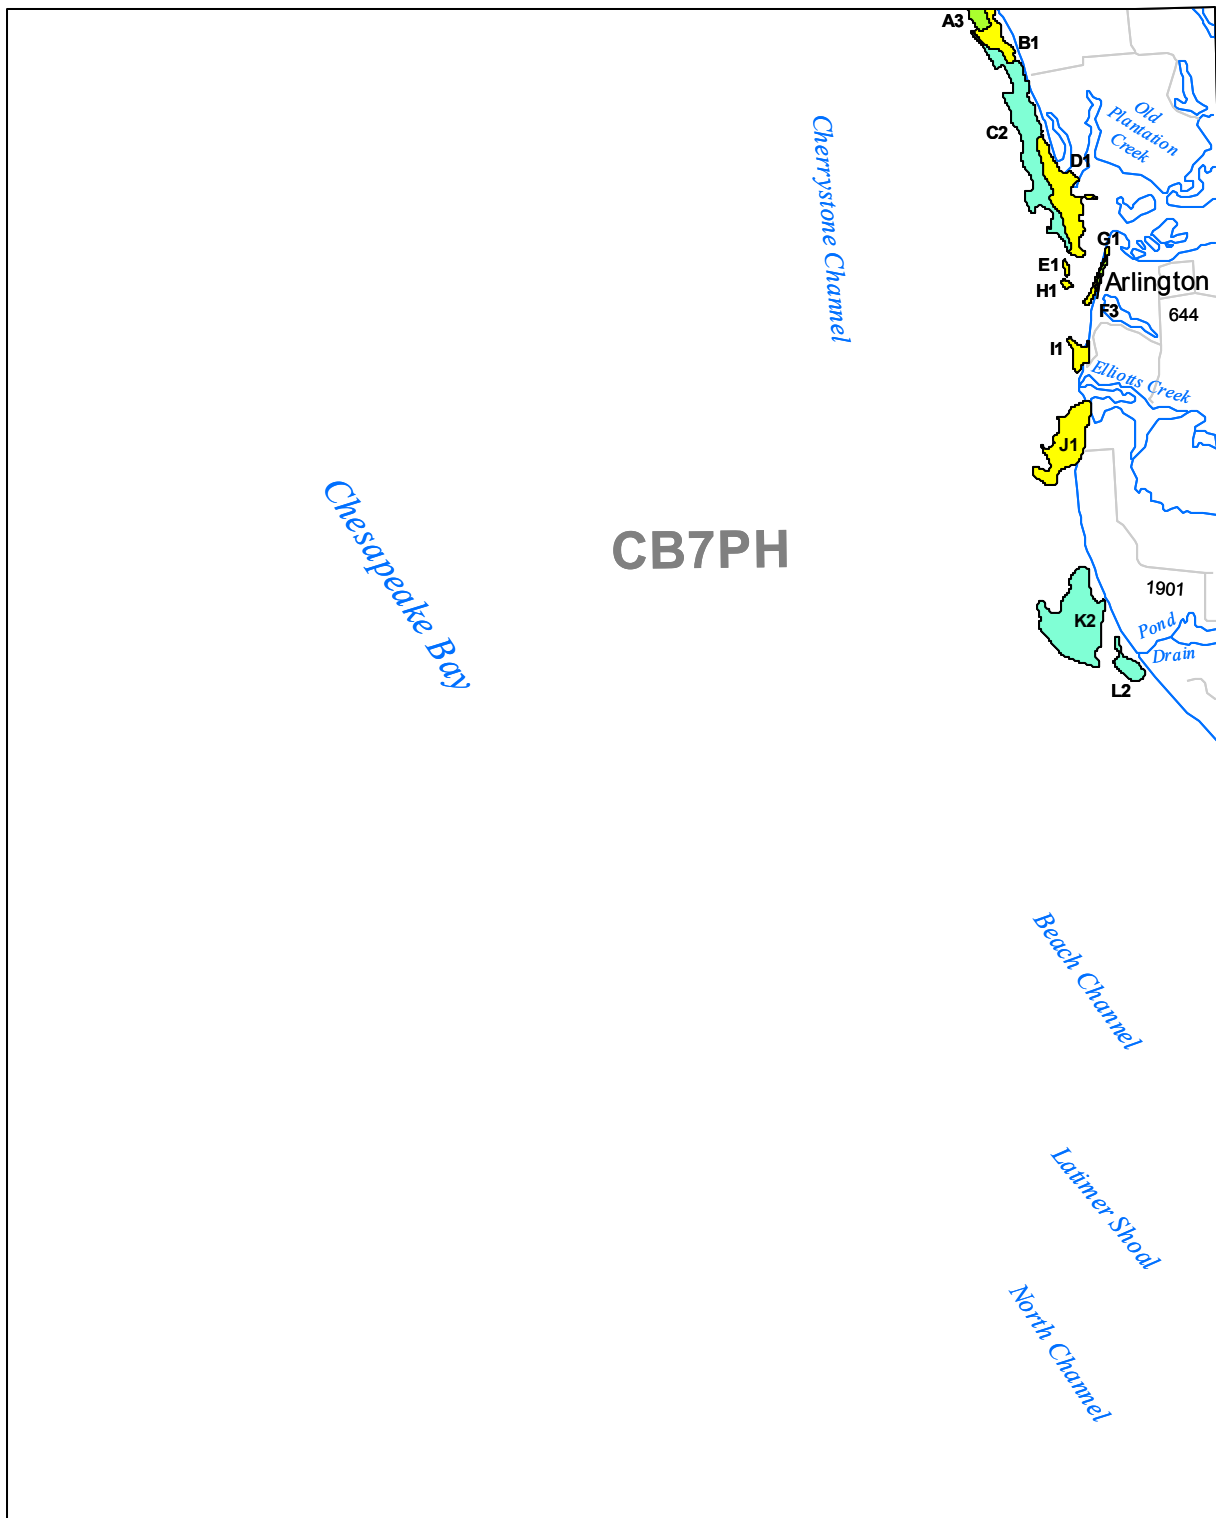 A3
B1
C2
Old
Plantation
Creek
D1
Cherrystone Channel
G1
E1
Arlington
H1
F3
644
I1
Elliotts Creek
J1
Chesapeake Bay
CB7PH
1901
K2
Pond
Drain
L2
Beach Channel
Latimer Shoal
North Channel